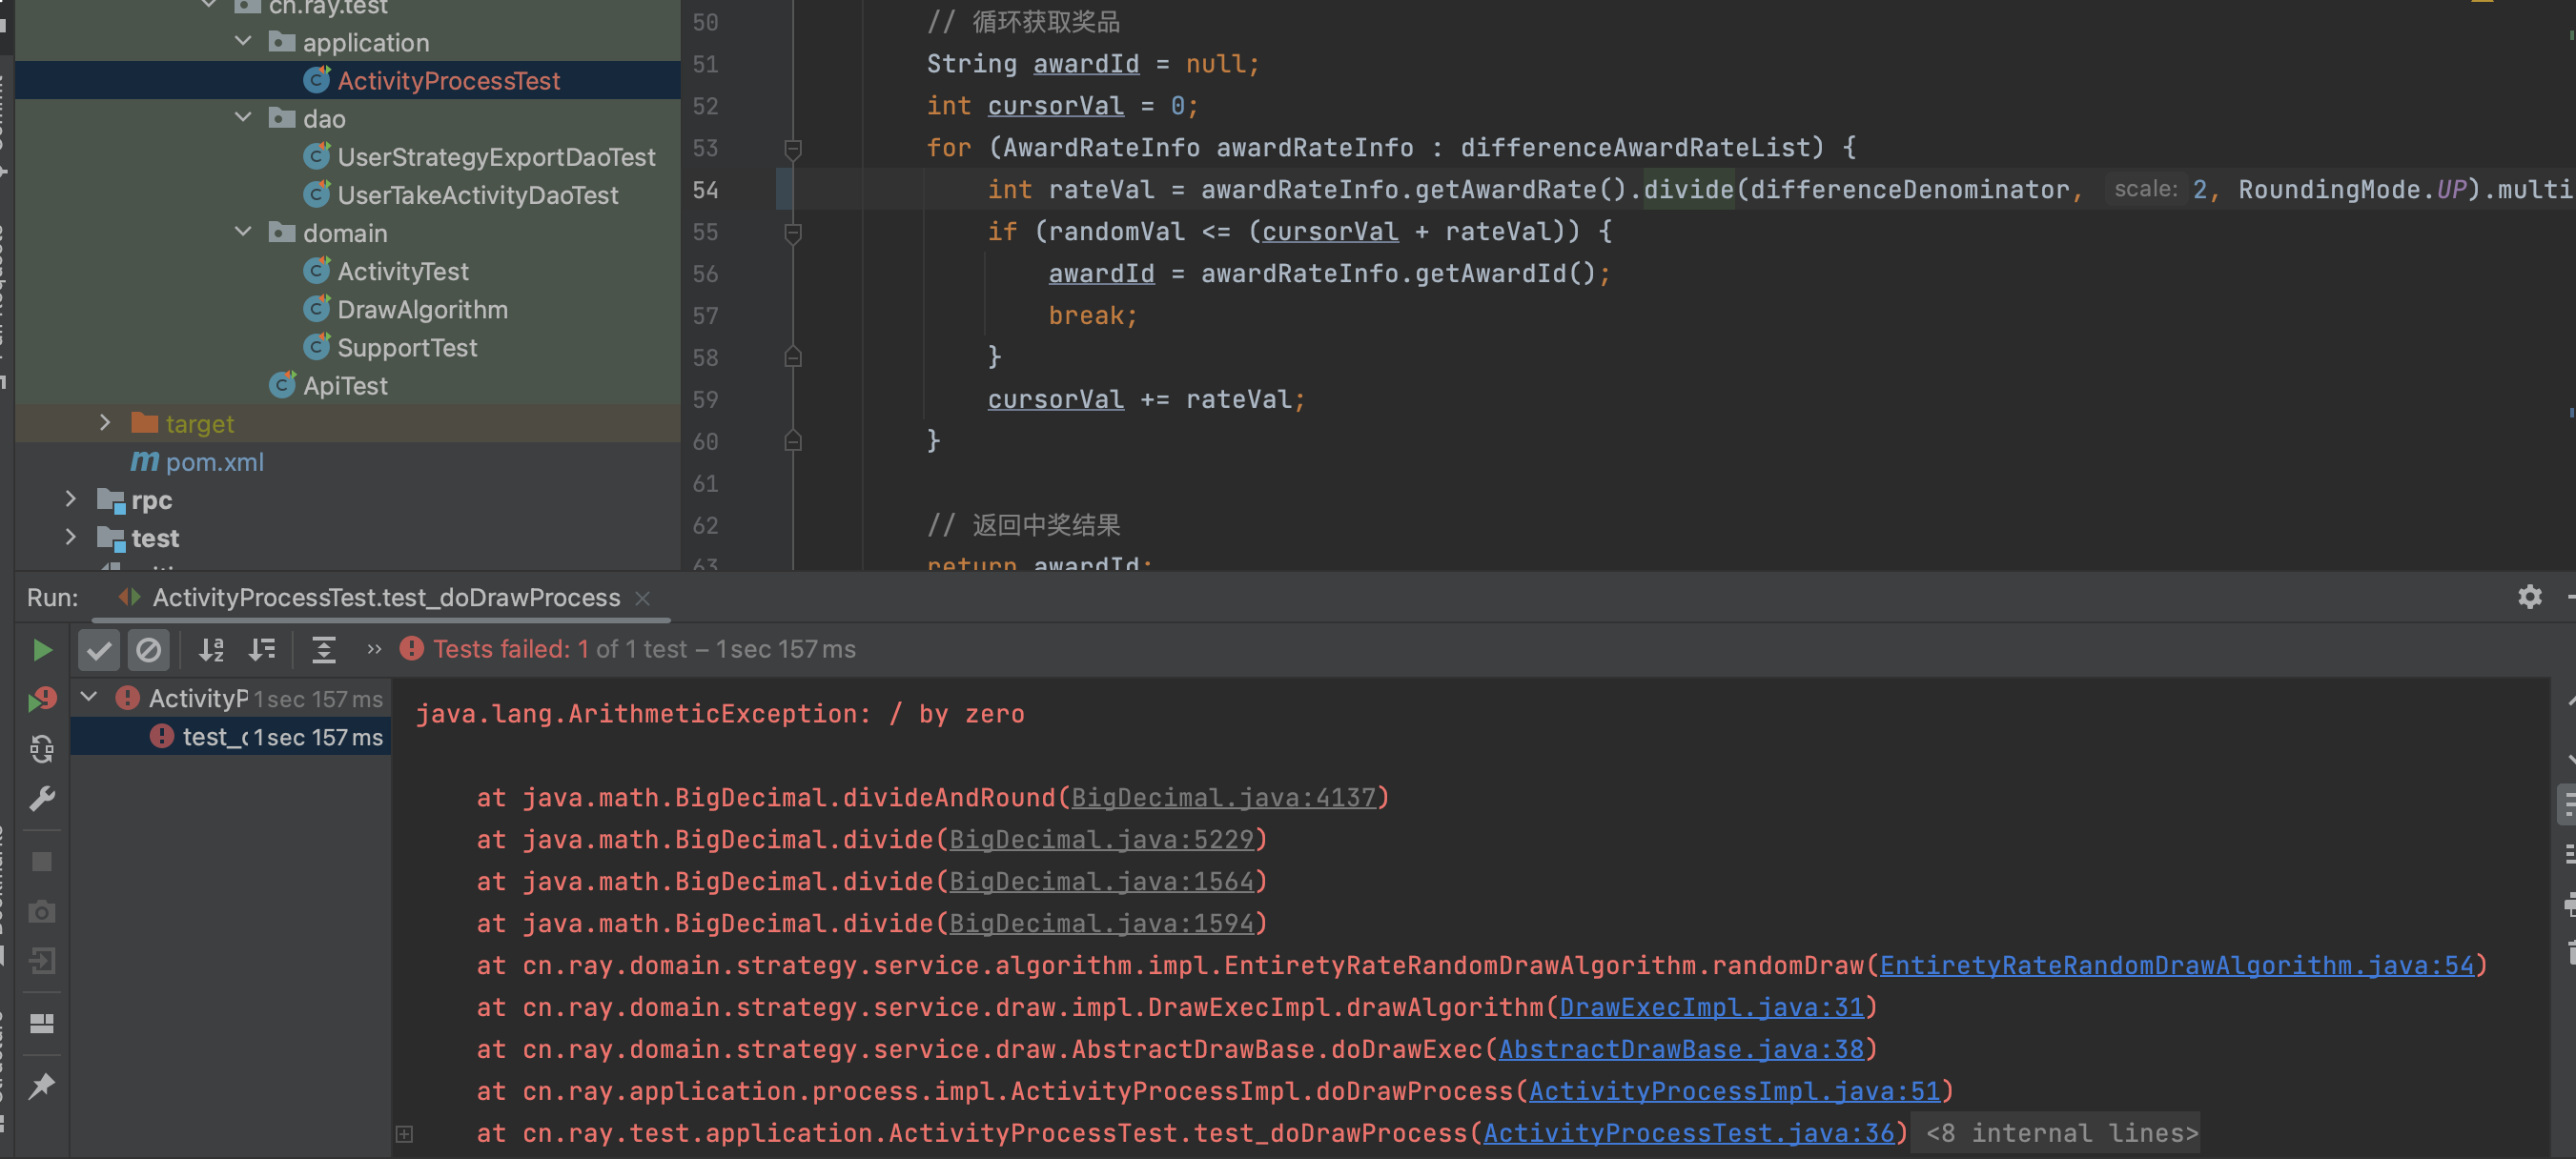 cn.ray.test
application
ActivityProcessTest
dao
UserStrategyExportDaoTest
UserTakeActivityDaoTest
domain
ActivityTest
DrawAlgorithm
SupportTest
ApiTest
target
pom.xml
rpc
test
50 // 循环获取奖品
51 String awardId = null;
52 int cursorVal = 0;
53 for (AwardRateInfo awardRateInfo : differenceAwardRateList) {
54 int rateVal = awardRateInfo.getAwardRate().divide(differenceDenominator, scale: 2, RoundingMode.UP).multi
55 if (randomVal <= (cursorVal + rateVal)) {
56 awardId = awardRateInfo.getAwardId();
57 break;
58 }
59 cursorVal += rateVal;
60 }
61
62 // 返回中奖结果
63 return awardId;
Run: ActivityProcessTest.test_doDrawProcess
Tests failed: 1 of 1 test – 1 sec 157 ms
ActivityP 1 sec 157 ms
test_ 1 sec 157 ms
java.lang.ArithmeticException: / by zero
at java.math.BigDecimal.divideAndRound(BigDecimal.java:4137)
at java.math.BigDecimal.divide(BigDecimal.java:5229)
at java.math.BigDecimal.divide(BigDecimal.java:1564)
at java.math.BigDecimal.divide(BigDecimal.java:1594)
at cn.ray.domain.strategy.service.algorithm.impl.EntiretyRateRandomDrawAlgorithm.randomDraw(EntiretyRateRandomDrawAlgorithm.java:54)
at cn.ray.domain.strategy.service.draw.impl.DrawExecImpl.drawAlgorithm(DrawExecImpl.java:31)
at cn.ray.domain.strategy.service.draw.AbstractDrawBase.doDrawExec(AbstractDrawBase.java:38)
at cn.ray.application.process.impl.ActivityProcessImpl.doDrawProcess(ActivityProcessImpl.java:51)
at cn.ray.test.application.ActivityProcessTest.test_doDrawProcess(ActivityProcessTest.java:36) <8 internal lines>